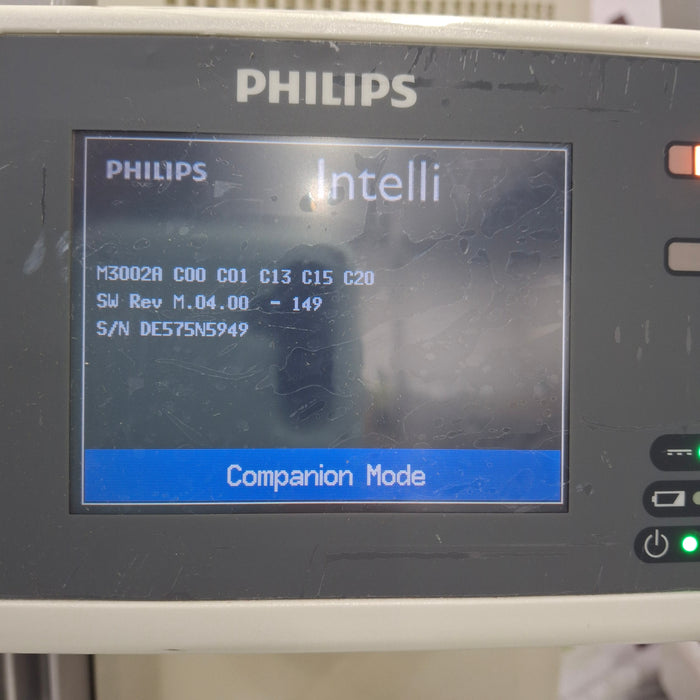 PHILIPS
PHILIPS Intelli
M3002A C00 C01 C13 C15 C20
SW Rev M.04.00 - 149
S/N DE575N5949
Companion Mode